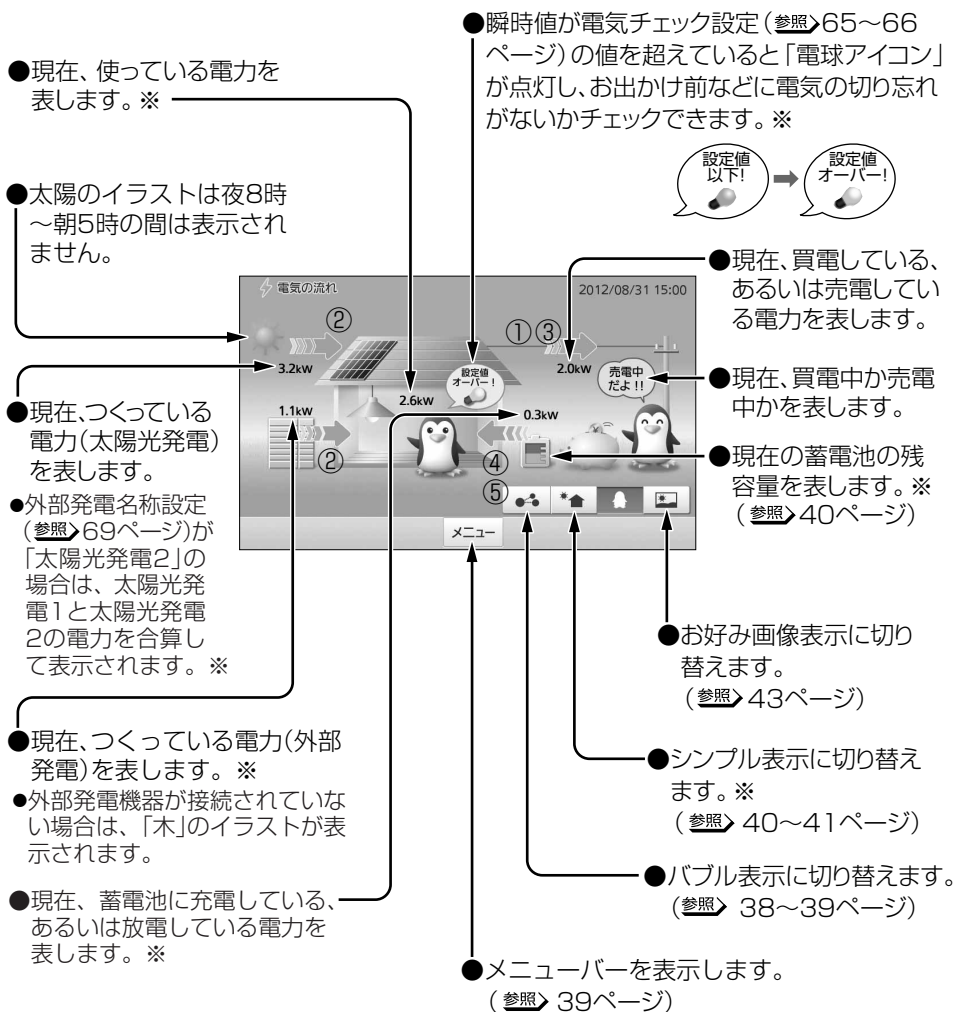 ●瞬時値が電気チェック設定(参照 65〜66
ページ)の値を超えていると「電球アイコン」
が点灯し、お出かけ前などに電気の切り忘れ
がないかチェックできます。※
設定値
以下!
設定値
オーバー!
●現在、使っている電力を
表します。※
●太陽のイラストは夜8時
〜朝5時の間は表示され
ません。
●現在、つくっている
電力(太陽光発電)
を表します。
●外部発電名称設定
(参照 69ページ)が
「太陽光発電2」の
場合は、太陽光発
電1と太陽光発電
2の電力を合算し
て表示されます。※
●現在、つくっている電力(外部
発電)を表します。※
●外部発電機器が接続されていな
い場合は、「木」のイラストが表
示されます。
●現在、蓄電池に充電している、
あるいは放電している電力を
表します。※
電気の流れ
2012/08/31 15:00
②
① ③
3.2kw
2.0kw
設定値
オーバー!
売電中
だよ!!
2.6kw
1.1kw
0.3kw
②
④
⑤
メニュー
●現在、買電している、
あるいは売電してい
る電力を表します。
●現在、買電中か売電
中かを表します。
●現在の蓄電池の残
容量を表します。※
(参照 40ページ)
●お好み画像表示に切り
替えます。
(参照 43ページ)
●シンプル表示に切り替え
ます。※
(参照 40〜41ページ)
●バブル表示に切り替えます。
(参照 38〜39ページ)
●メニューバーを表示します。
(参照 39ページ)